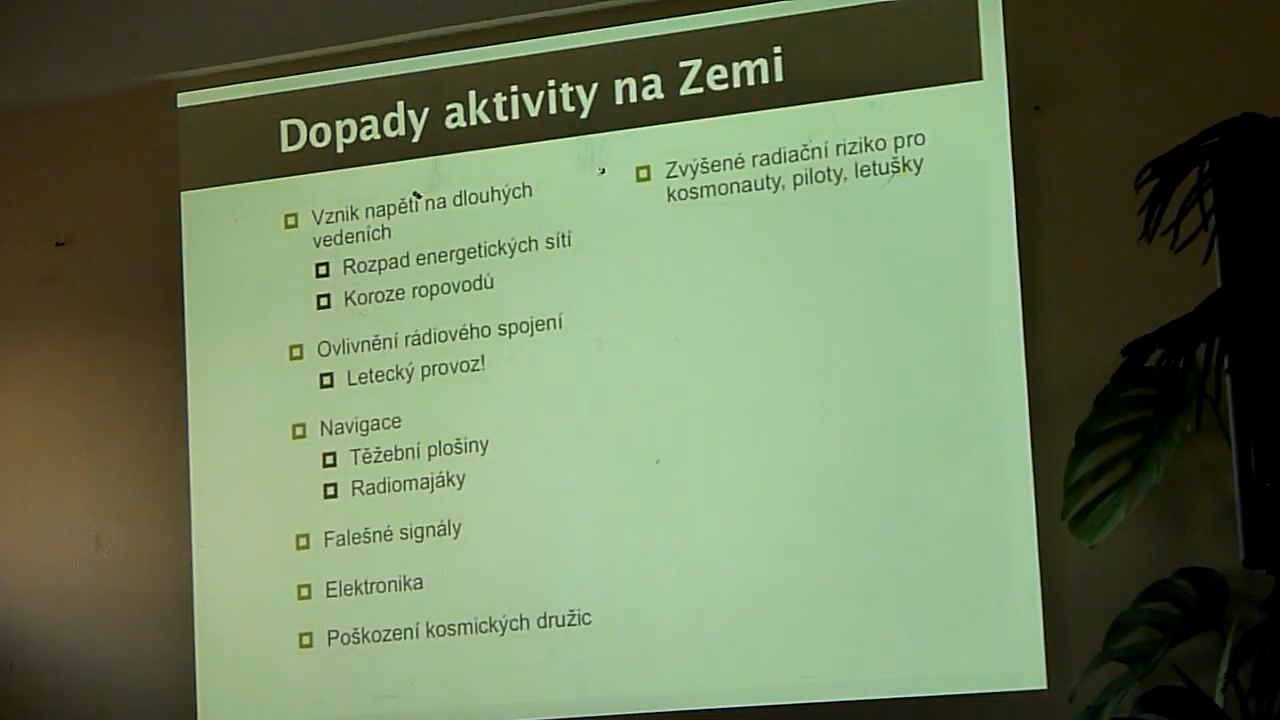 Dopady aktivity na Zemi
Vznik napětí na dlouhých
vedeních
Rozpad energetických sítí
Koroze ropovodů
Ovlivnění rádiového spojení
Letecký provoz!
Navigace
Těžební plošiny
Radiomajáky
Falešné signály
Elektronika
Poškození kosmických družic
Zvýšené radiační riziko pro
kosmonauty, piloty, letušky